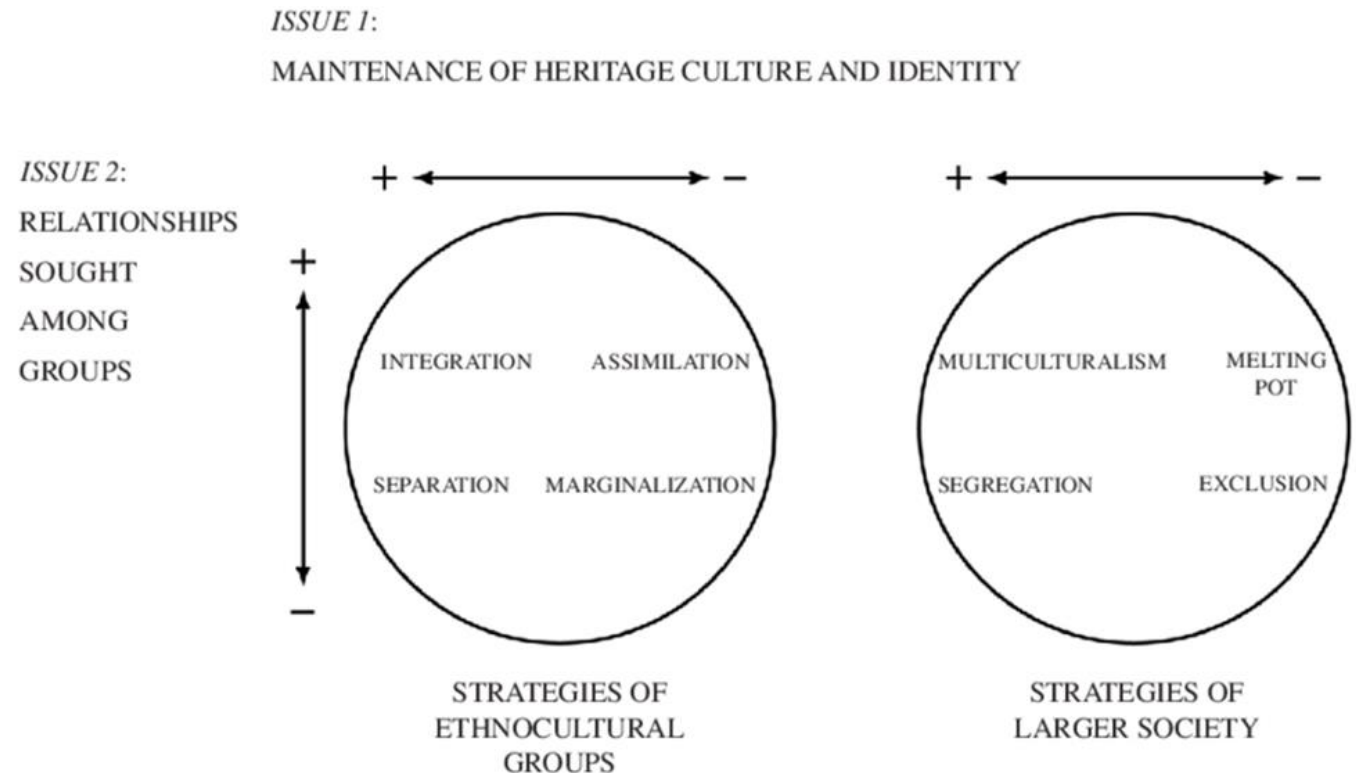 ISSUE 1:
MAINTENANCE OF HERITAGE CULTURE AND IDENTITY
ISSUE 2:
RELATIONSHIPS
SOUGHT
AMONG
GROUPS
+ −
+ −
+
−
INTEGRATION ASSIMILATION
SEPARATION MARGINALIZATION
MULTICULTURALISM MELTING
POT
SEGREGATION EXCLUSION
STRATEGIES OF
ETHNOCULTURAL
GROUPS
STRATEGIES OF
LARGER SOCIETY